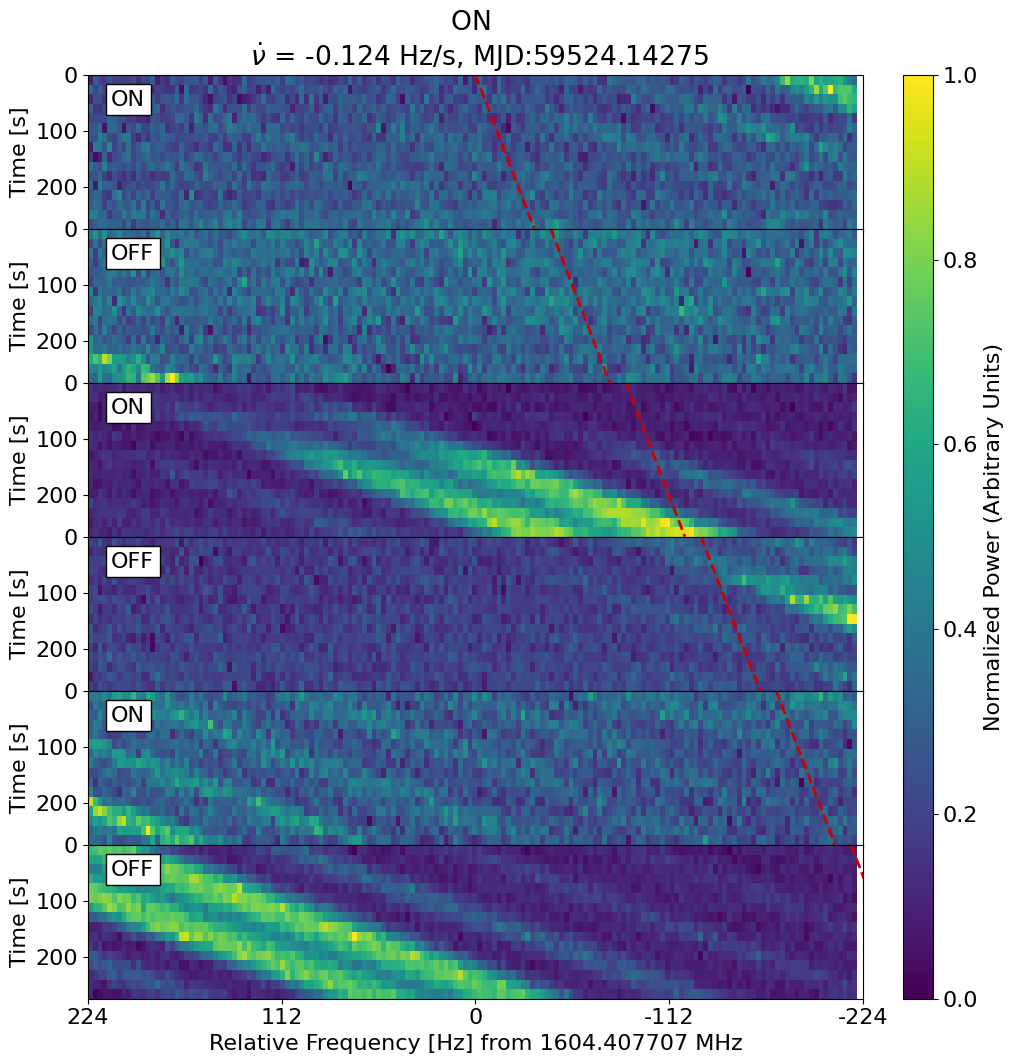 ON
ν̇ = -0.124 Hz/s, MJD:59524.14275
0
ON
100
200
Time [s]
0
OFF
100
200
Time [s]
0
ON
100
200
Time [s]
0
OFF
100
200
Time [s]
0
ON
100
200
Time [s]
0
OFF
100
200
Time [s]
224 112 0 -112 -224
Relative Frequency [Hz] from 1604.407707 MHz
1.0
0.8
0.6
0.4
0.2
0.0
Normalized Power (Arbitrary Units)